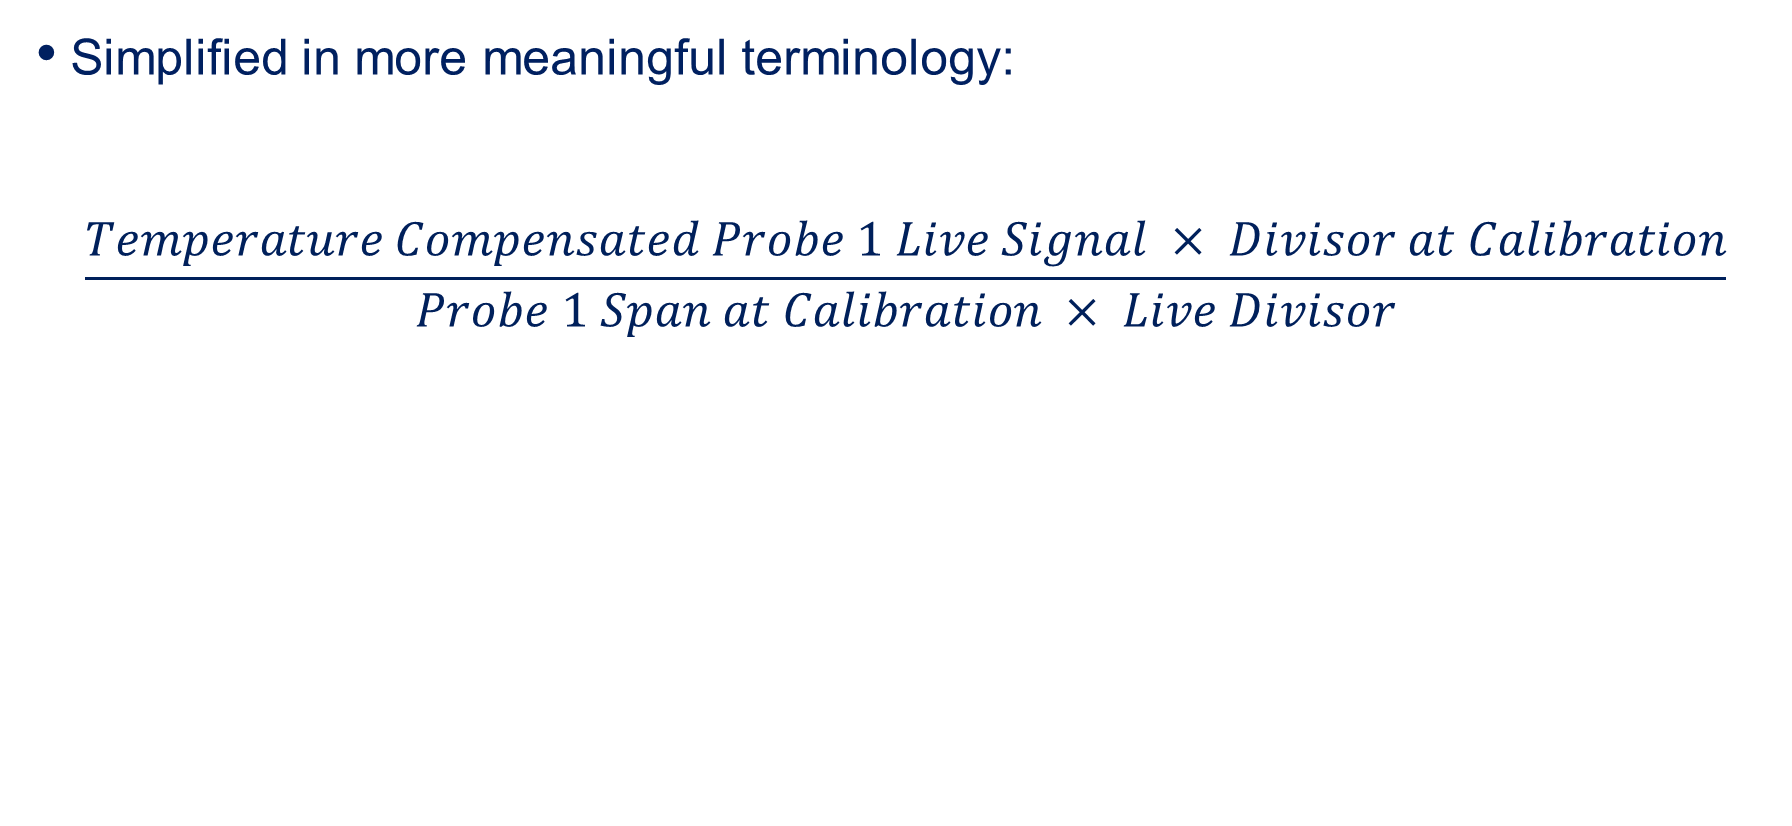 • Simplified in more meaningful terminology:
Temperature Compensated Probe 1 Live Signal × Divisor at Calibration
Probe 1 Span at Calibration × Live Divisor